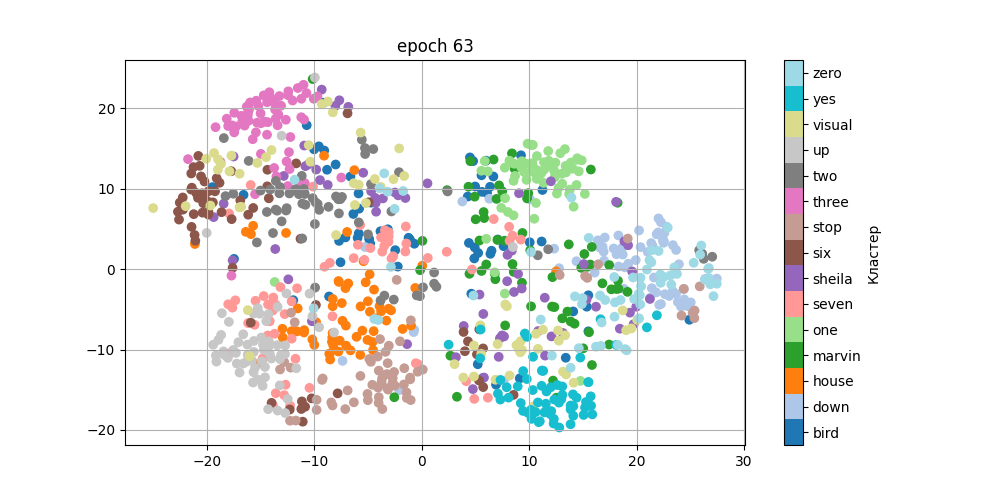 epoch 63
20
10
0
−10
−20
−20
−10
0
10
20
30
zero
yes
visual
up
two
three
stop
six
sheila
seven
one
marvin
house
down
bird
Кластер